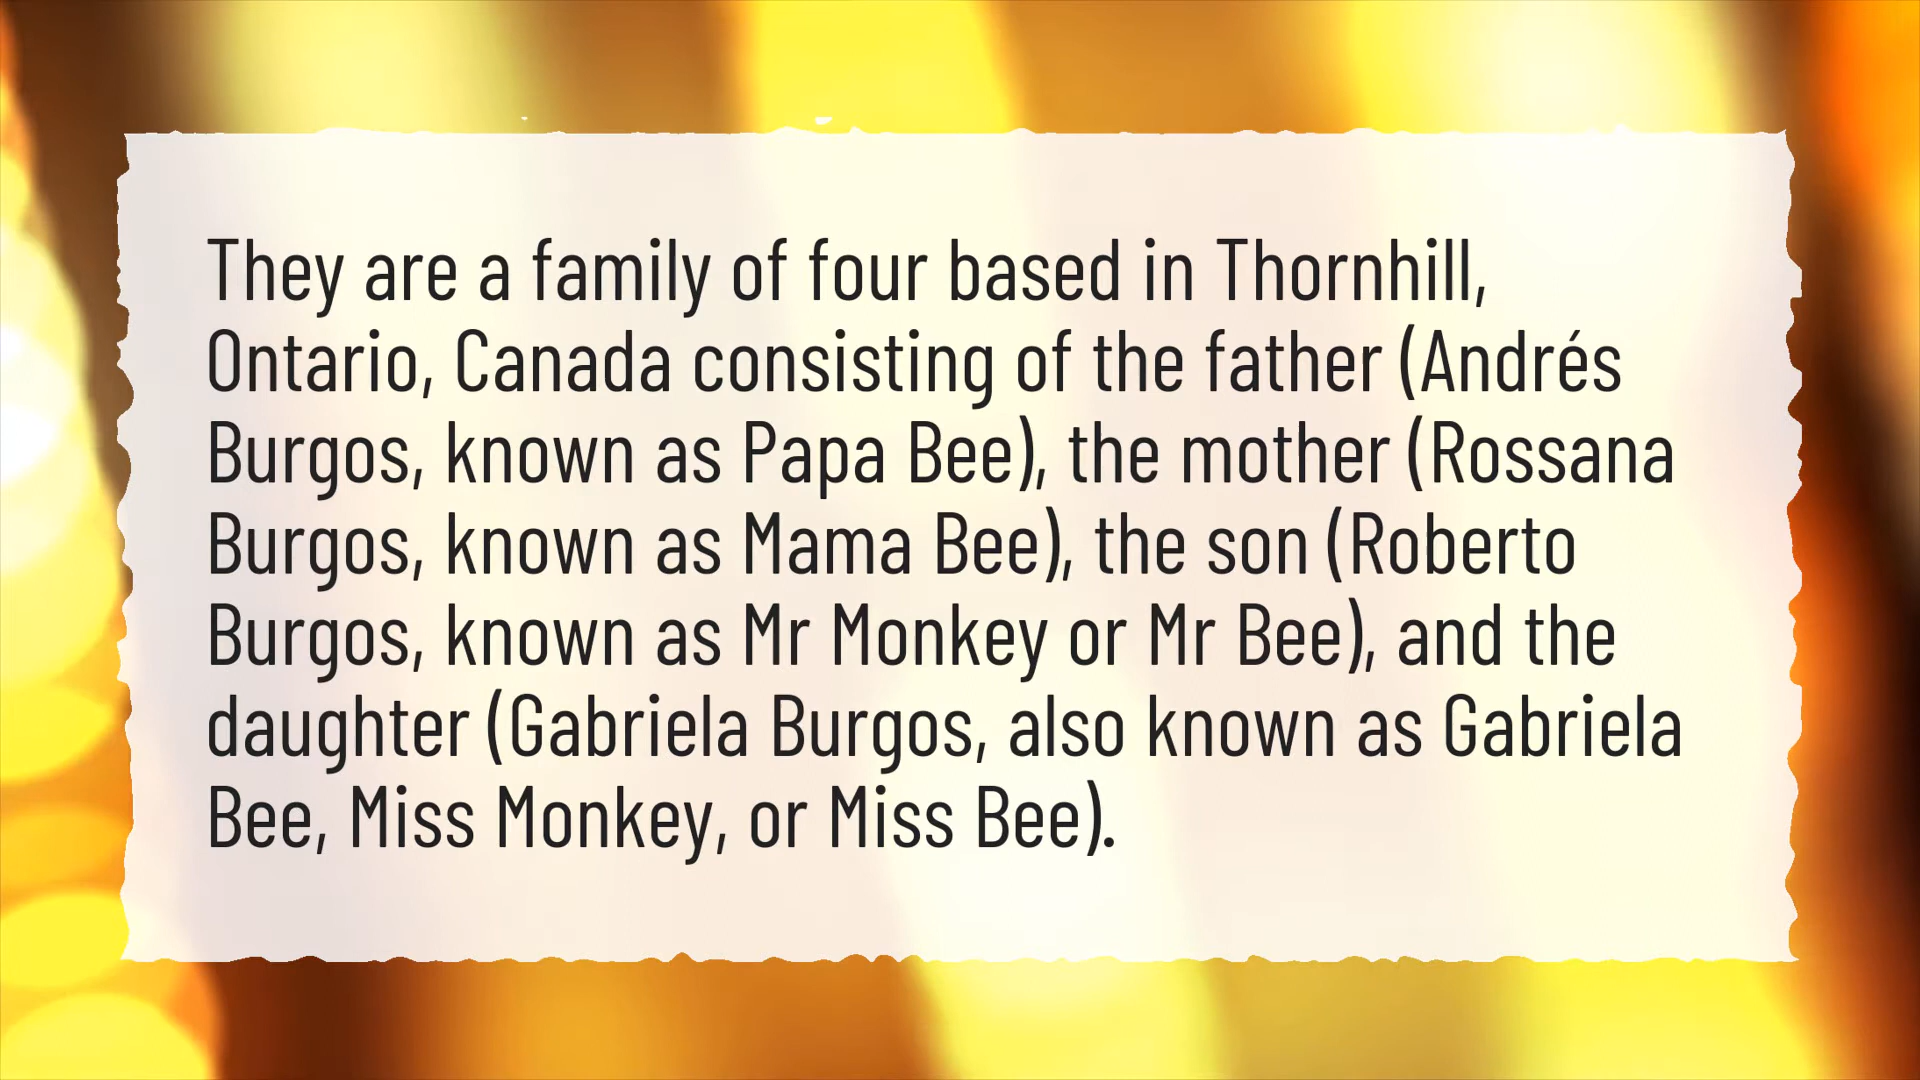 They are a family of four based in Thornhill,
Ontario, Canada consisting of the father (Andrés
Burgos, known as Papa Bee), the mother (Rossana
Burgos, known as Mama Bee), the son (Roberto
Burgos, known as Mr Monkey or Mr Bee), and the
daughter (Gabriela Burgos, also known as Gabriela
Bee, Miss Monkey, or Miss Bee).